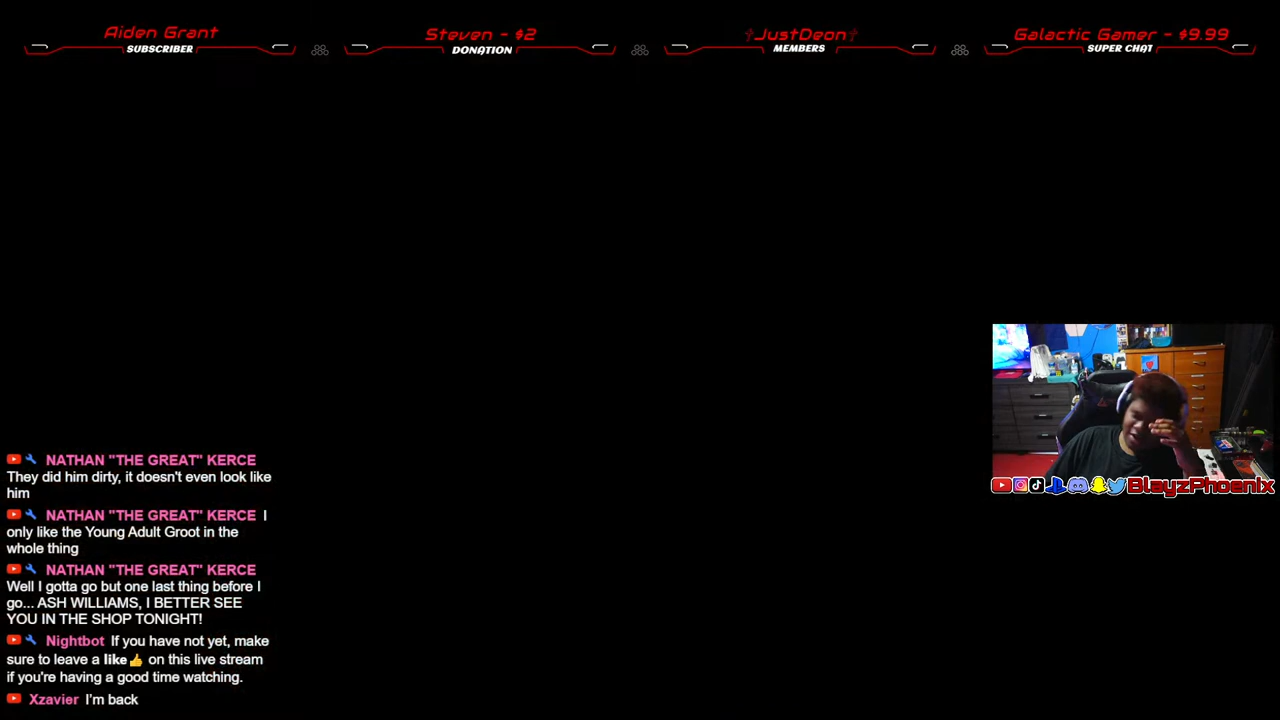 Aiden Grant
SUBSCRIBER
Steven - $2
DONATION
†JustDeon†
MEMBERS
Galactic Gamer - $9.99
SUPER CHAT
BlayzPhoenix
NATHAN "THE GREAT" KERCE
They did him dirty, it doesn't even look like
him
NATHAN "THE GREAT" KERCE I
only like the Young Adult Groot in the
whole thing
NATHAN "THE GREAT" KERCE
Well I gotta go but one last thing before I
go... ASH WILLIAMS, I BETTER SEE
YOU IN THE SHOP TONIGHT!
Nightbot If you have not yet, make
sure to leave a like👍 on this live stream
if you're having a good time watching.
Xzavier I'm back